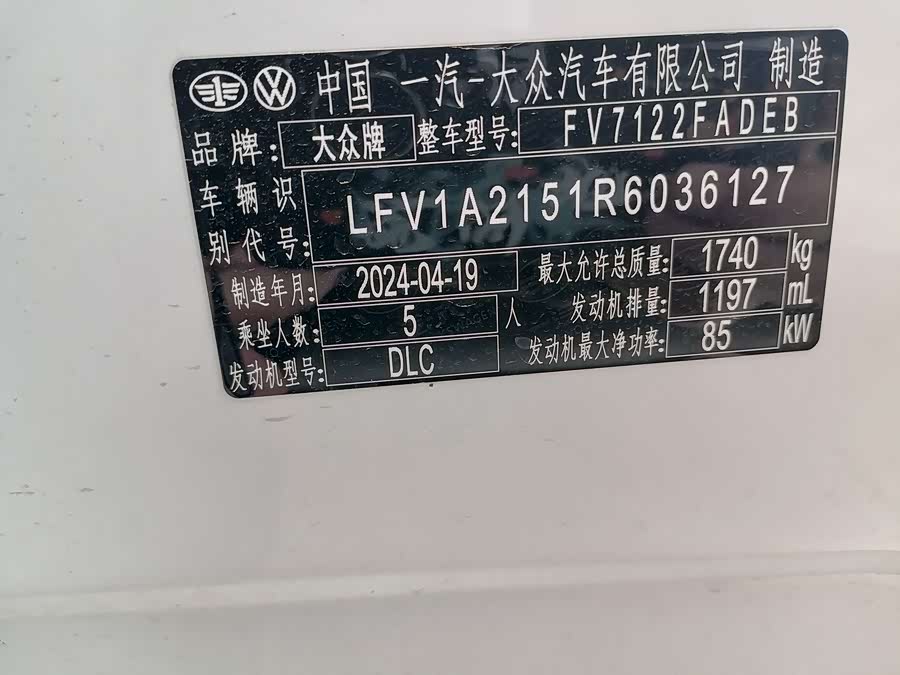 中国 一汽-大众汽车有限公司 制造
品牌: 大众牌 整车型号: FV7122FADEB
车辆识别代号: LFV1A2151R6036127
制造年月: 2024-04-19 最大允许总质量: 1740 kg
乘坐人数: 5 人 发动机排量: 1197 mL
发动机型号: DLC 发动机最大净功率: 85 kW